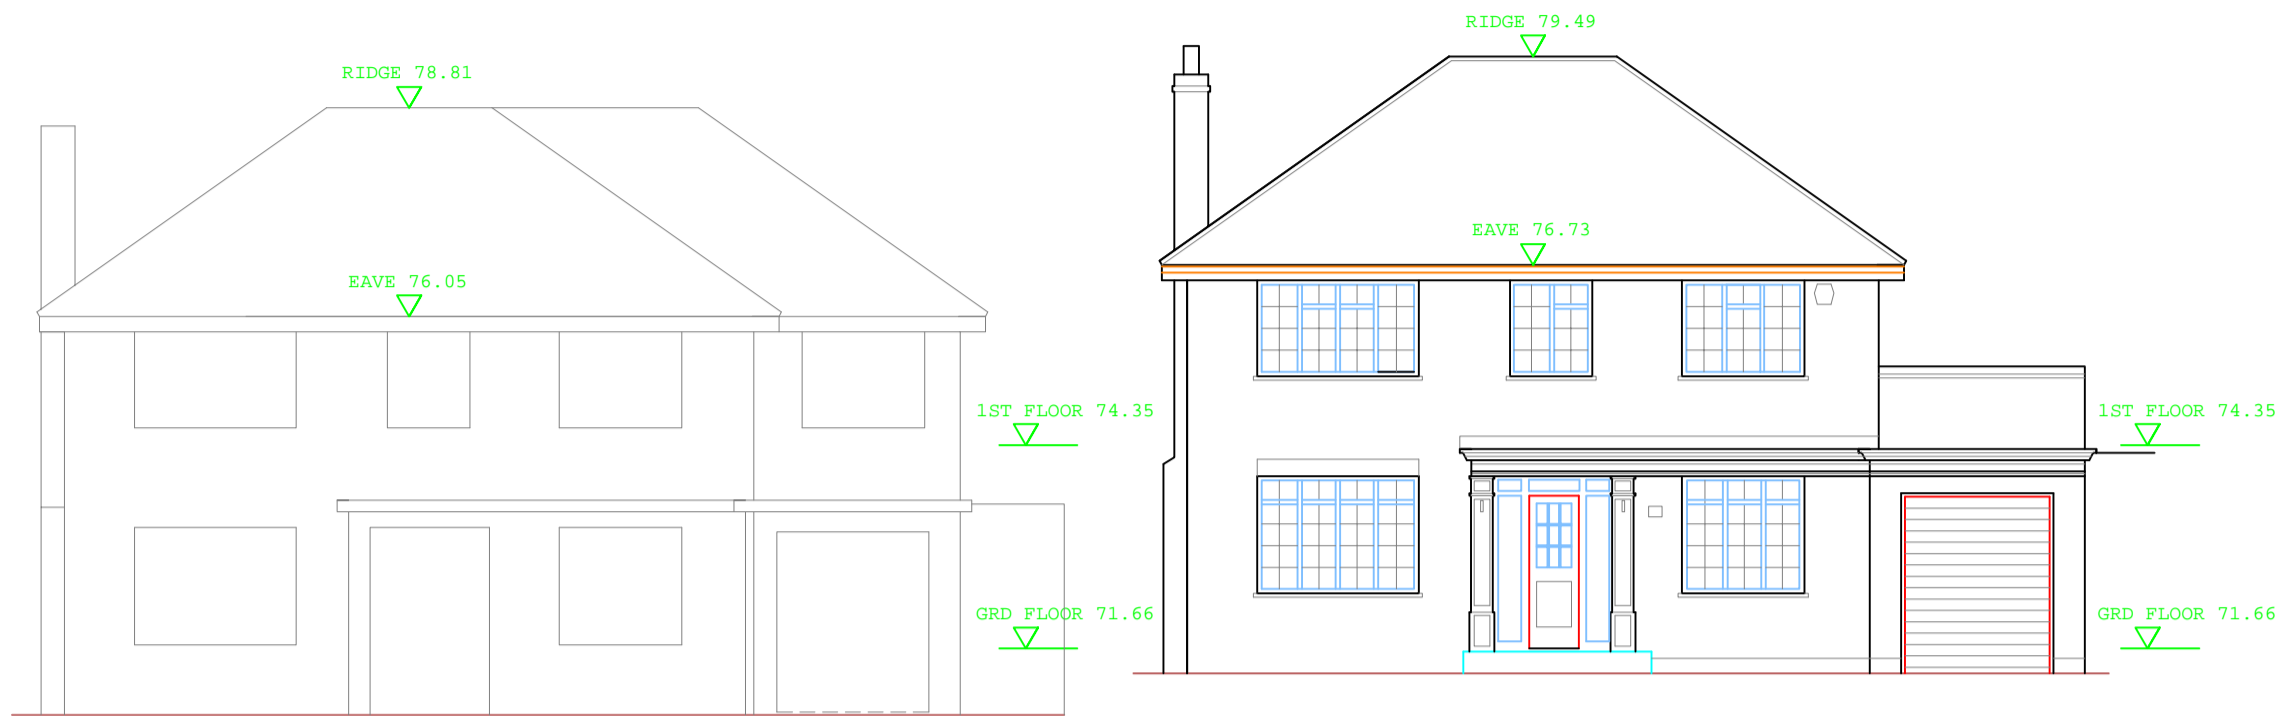 RIDGE 78.81
EAVE 76.05
1ST FLOOR 74.35
GRD FLOOR 71.66
RIDGE 79.49
EAVE 76.73
1ST FLOOR 74.35
GRD FLOOR 71.66